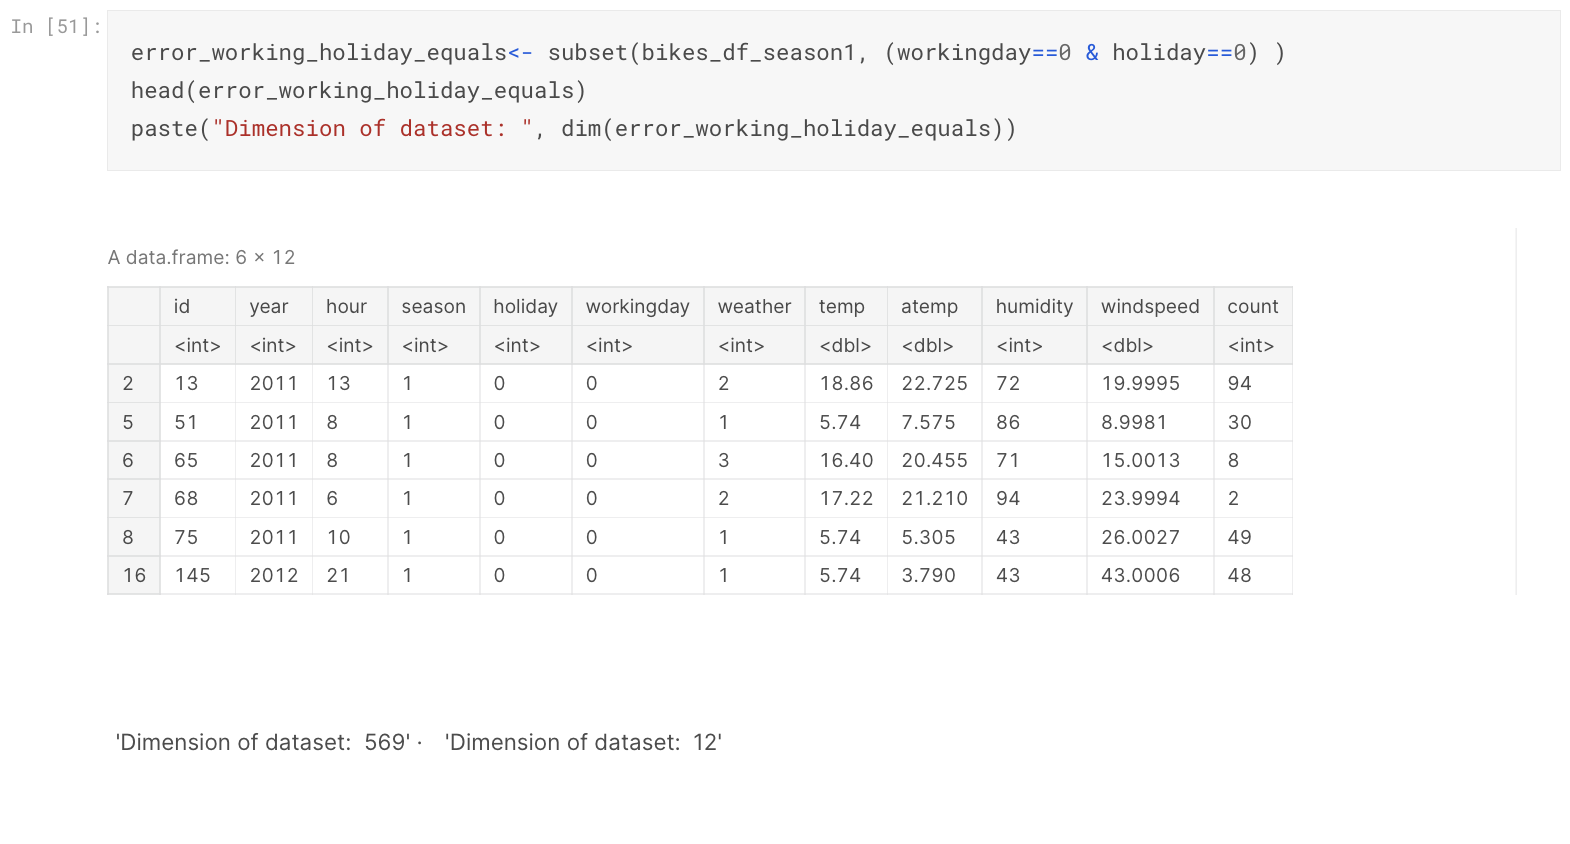 In [51]:
error_working_holiday_equals<- subset(bikes_df_season1, (workingday==0 & holiday==0) )
head(error_working_holiday_equals)
paste("Dimension of dataset: ", dim(error_working_holiday_equals))
A data.frame: 6 × 12
id year hour season holiday workingday weather temp atemp humidity windspeed count
<int> <int> <int> <int> <int> <int> <int> <dbl> <dbl> <int> <dbl> <int>
2 13 2011 13 1 0 0 2 18.86 22.725 72 19.9995 94
5 51 2011 8 1 0 0 1 5.74 7.575 86 8.9981 30
6 65 2011 8 1 0 0 3 16.40 20.455 71 15.0013 8
7 68 2011 6 1 0 0 2 17.22 21.210 94 23.9994 2
8 75 2011 10 1 0 0 1 5.74 5.305 43 26.0027 49
16 145 2012 21 1 0 0 1 5.74 3.790 43 43.0006 48
'Dimension of dataset:  569' · 'Dimension of dataset:  12'